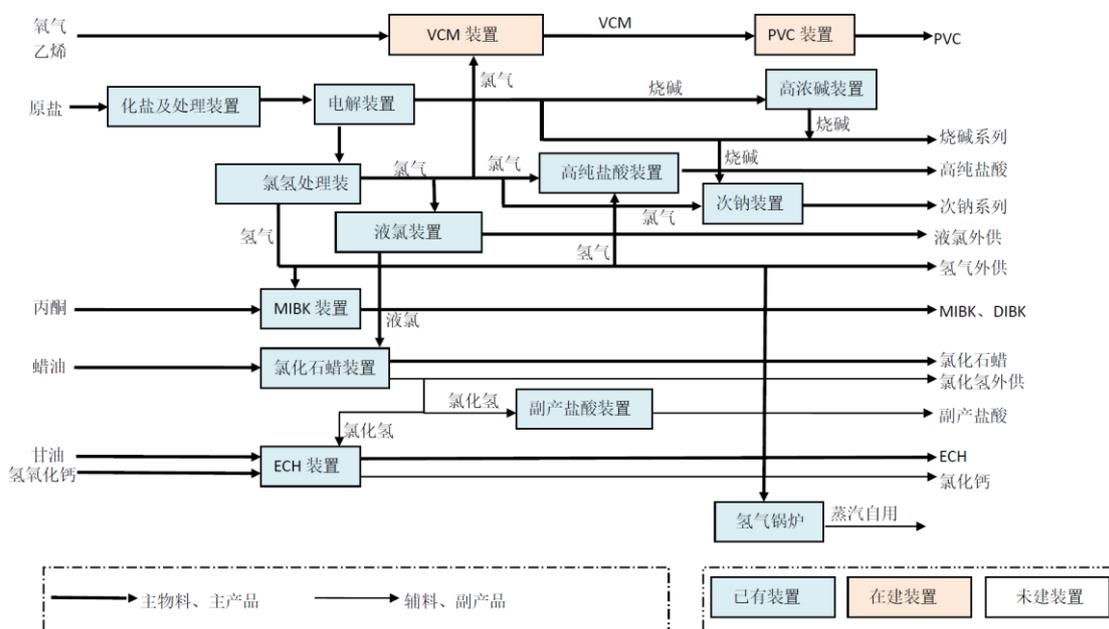 氧气
乙烯
VCM 装置
VCM
PVC 装置
PVC
氯气
原盐
化盐及处理装置
电解装置
烧碱
高浓碱装置
烧碱
烧碱系列
氯氢处理装
氯气
氯气
高纯盐酸装置
烧碱
高纯盐酸
氯气
次钠装置
次钠系列
氢气
液氯装置
液氯外供
氢气
氢气外供
丙酮
MIBK 装置
液氯
MIBK、DIBK
蜡油
氯化石蜡装置
氯化石蜡
氯化氢外供
氯化氢
副产盐酸装置
副产盐酸
氯化氢
甘油
氢氧化钙
ECH 装置
ECH
氯化钙
氢气锅炉
蒸汽自用
主物料、主产品
辅料、副产品
已有装置
在建装置
未建装置